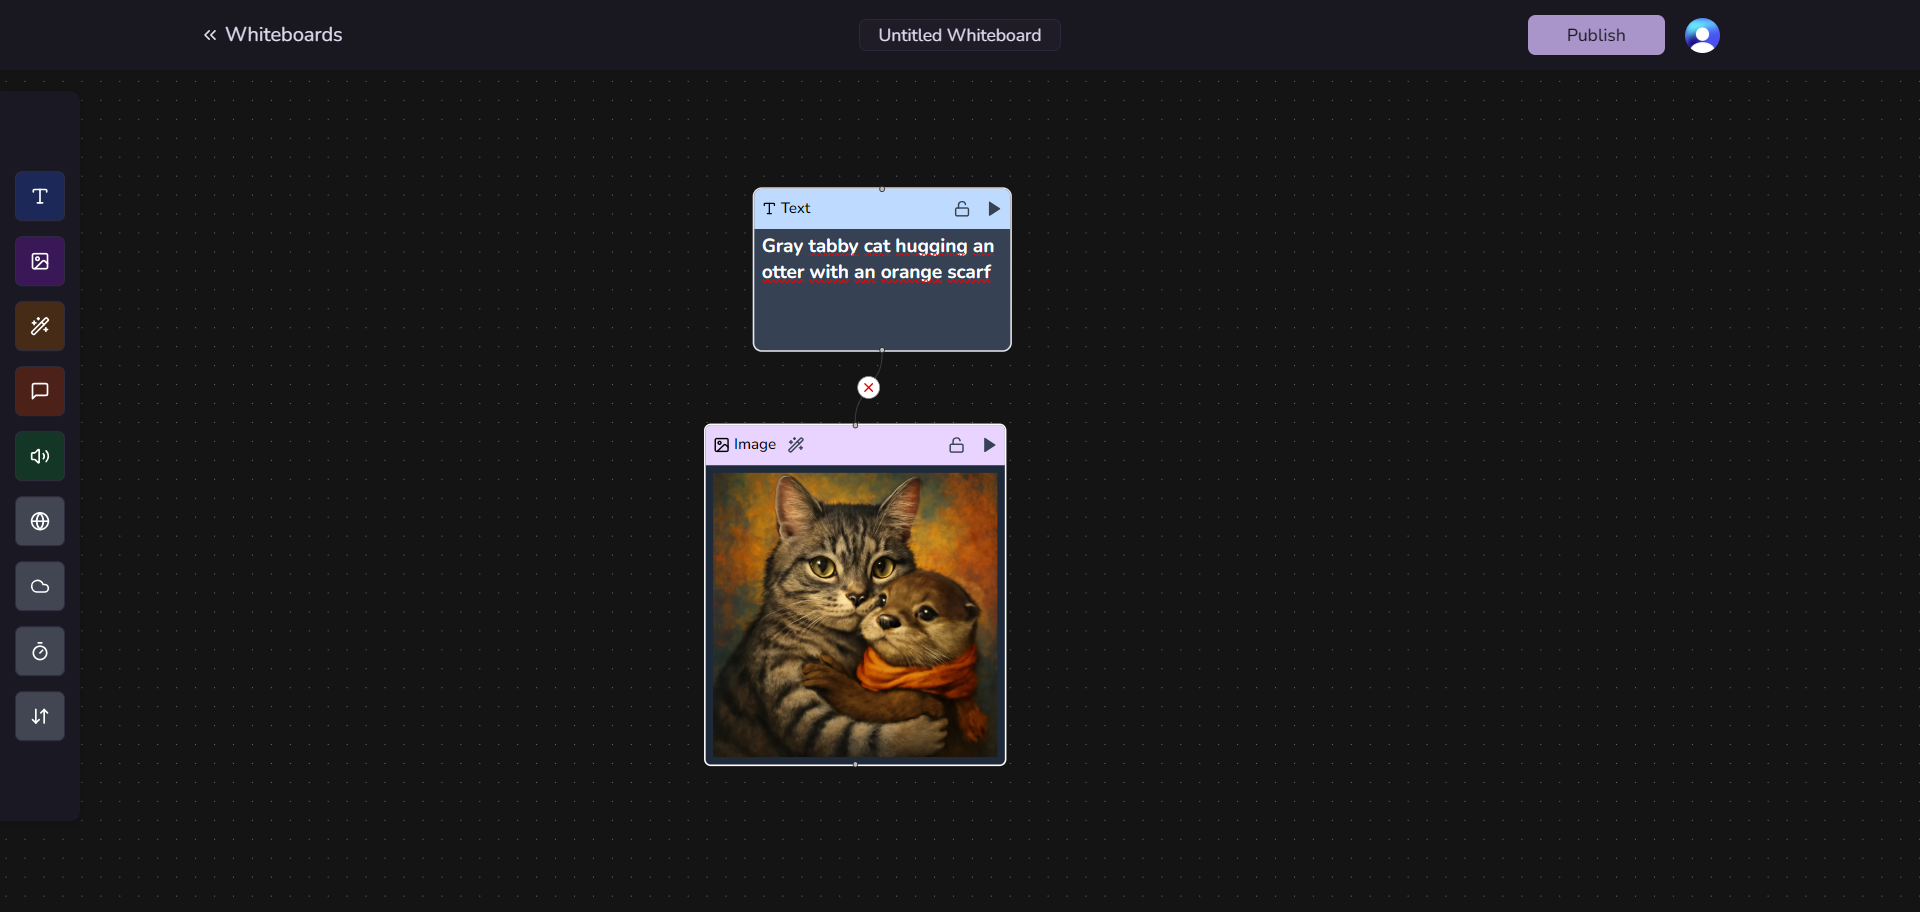 Whiteboards
Untitled Whiteboard
Publish
Text
Gray tabby cat hugging an
otter with an orange scarf
Image